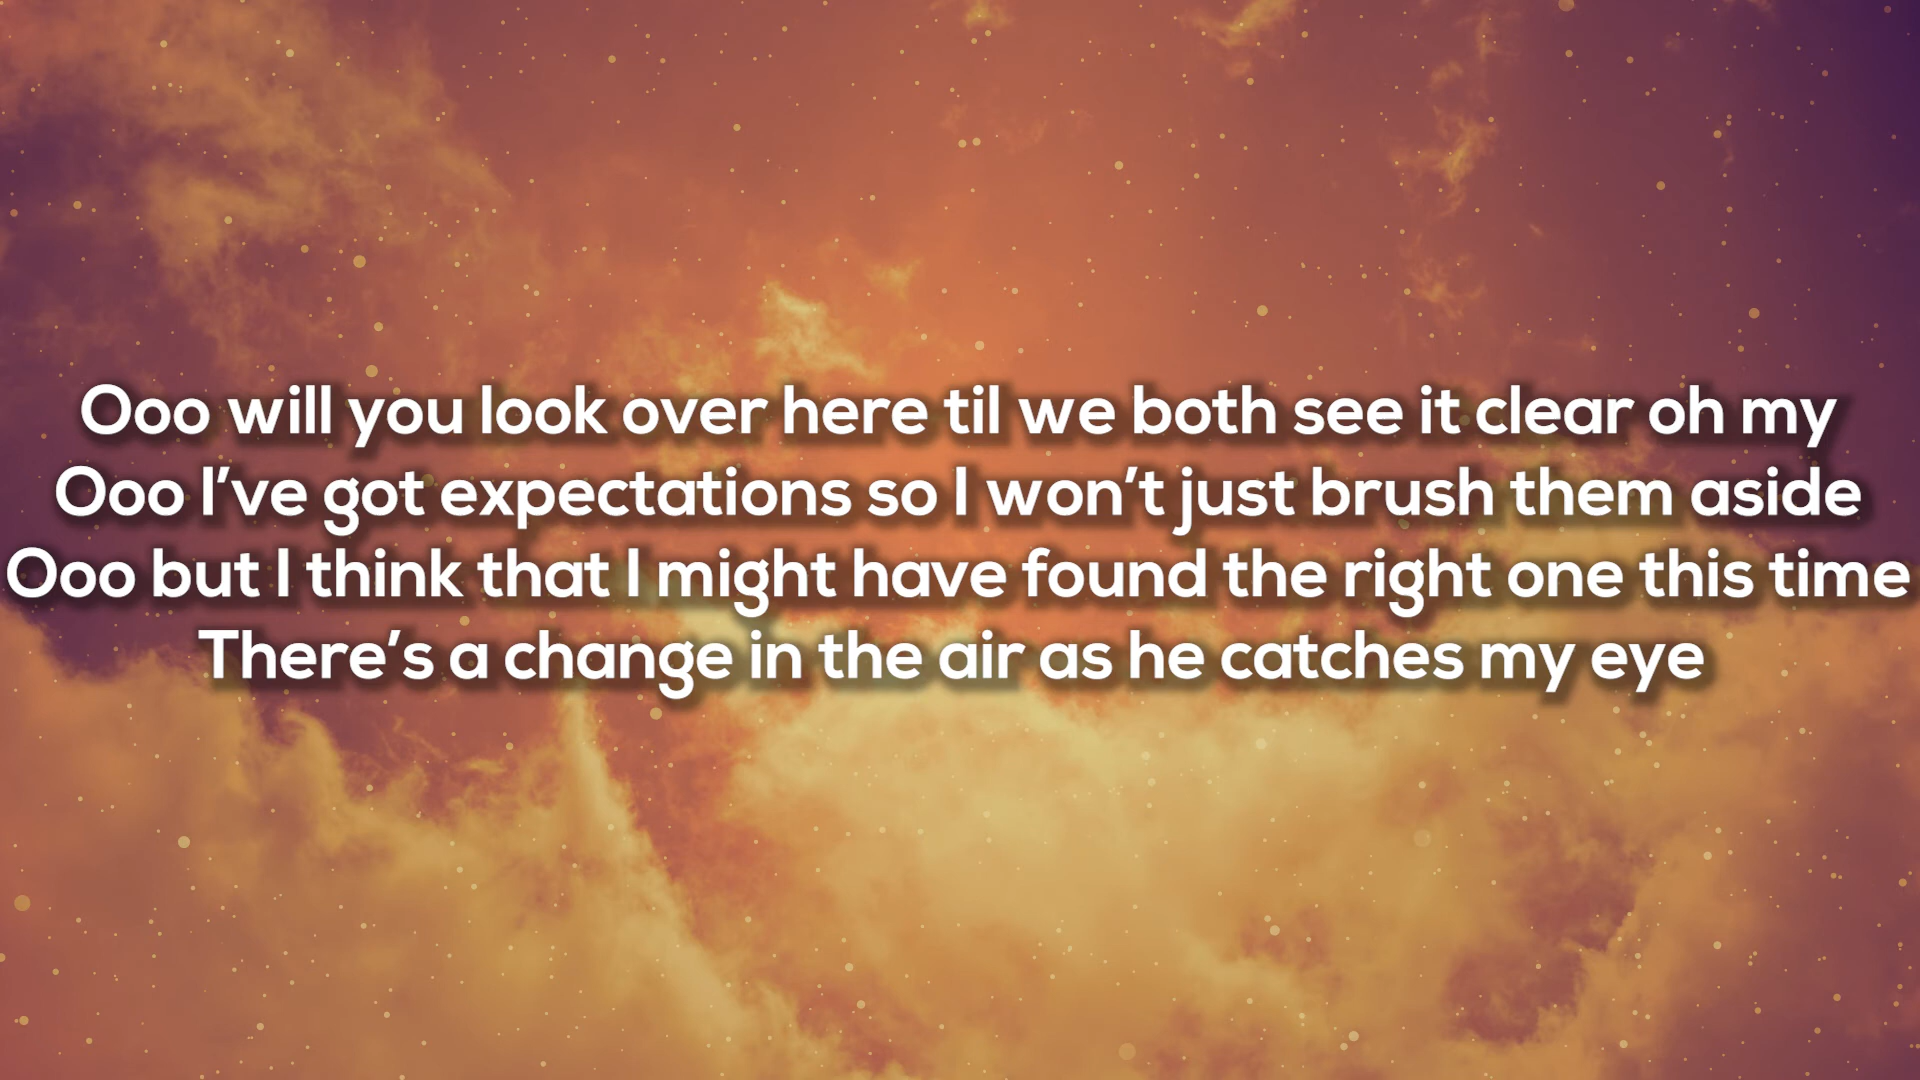 Ooo will you look over here til we both see it clear oh my
Ooo I’ve got expectations so I won’t just brush them aside
Ooo but I think that I might have found the right one this time
There’s a change in the air as he catches my eye